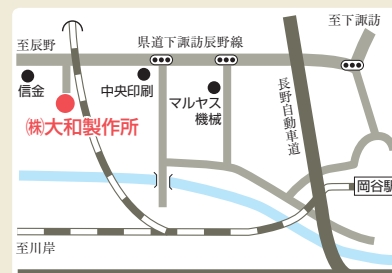 至下諏訪
県道下諏訪辰野線
至辰野
信金
中央印刷
マルヤス
機械
㈱大和製作所
長野自動車道
岡谷駅
至川岸